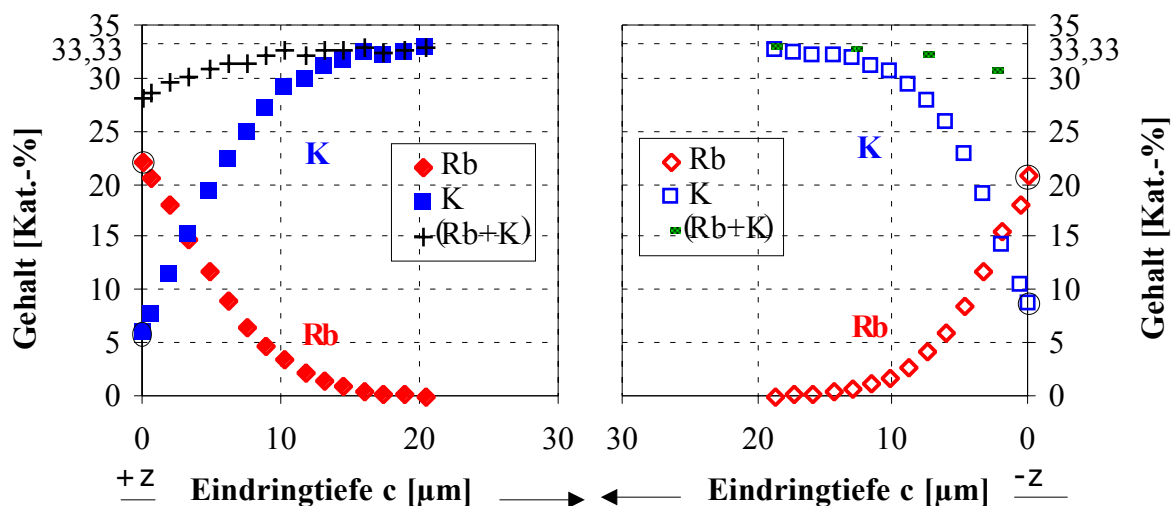 35
33,33
30
25
20
15
10
5
0
Gehalt [Kat.-%]
K
Rb
Rb
K
(Rb+K)
0
10
20
30
+z
Eindringtiefe c [µm]
Rb
K
(Rb+K)
K
Rb
35
33,33
30
25
20
15
10
5
0
Gehalt [Kat.-%]
30
20
10
0
Eindringtiefe c [µm]
-z